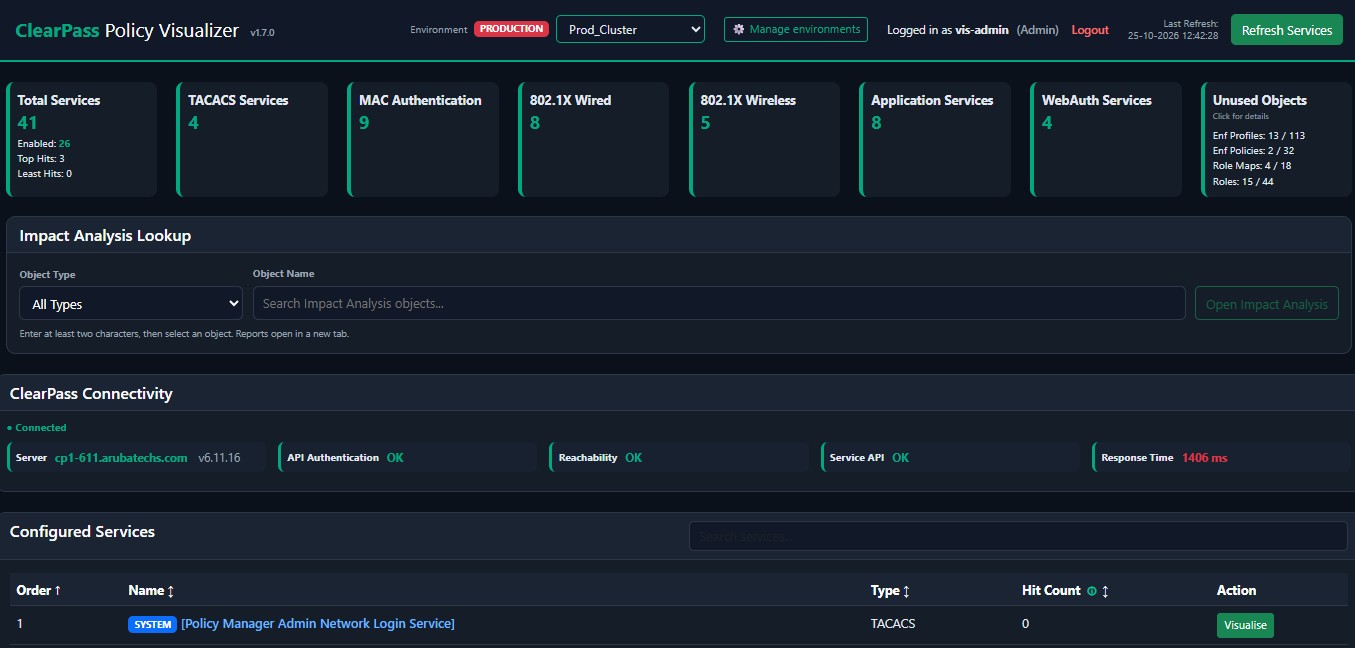 ClearPass Policy Visualizer v1.7.0
Environment PRODUCTION Prod_Cluster Manage environments Logged in as vis-admin (Admin) Logout Last Refresh:
25-10-2026 12:42:28
Refresh Services
Total Services
41
Enabled: 26
Top Hits: 3
Least Hits: 0
TACACS Services
4
MAC Authentication
9
802.1X Wired
8
802.1X Wireless
5
Application Services
8
WebAuth Services
4
Unused Objects
Click for details
Enf Profiles: 13 / 113
Enf Policies: 2 / 32
Role Maps: 4 / 18
Roles: 15 / 44
Impact Analysis Lookup
Object Type
All Types
Object Name
Search Impact Analysis objects...
Open Impact Analysis
Enter at least two characters, then select an object. Reports open in a new tab.
ClearPass Connectivity
• Connected
Server cp1-611.arubatechs.com v6.11.16
API Authentication OK
Reachability OK
Service API OK
Response Time 1406 ms
Configured Services
Search services...
Order ↑ Name ↕ Type ↕ Hit Count ↕ Action
1 SYSTEM [Policy Manager Admin Network Login Service] TACACS 0 Visualise